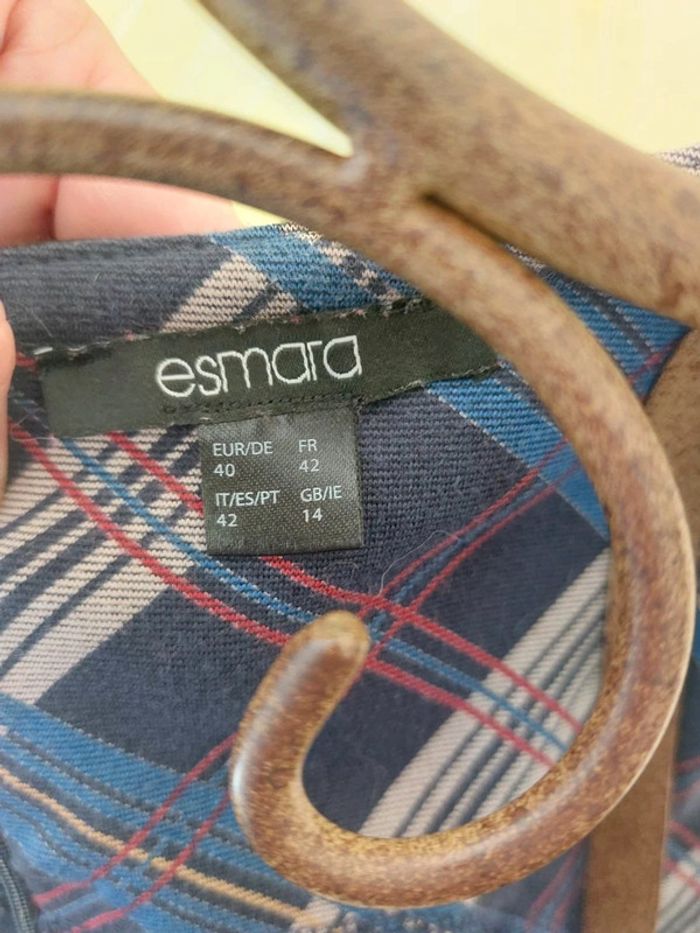 esmara
EUR/DE FR
40 42
IT/ES/PT GB/IE
42 14